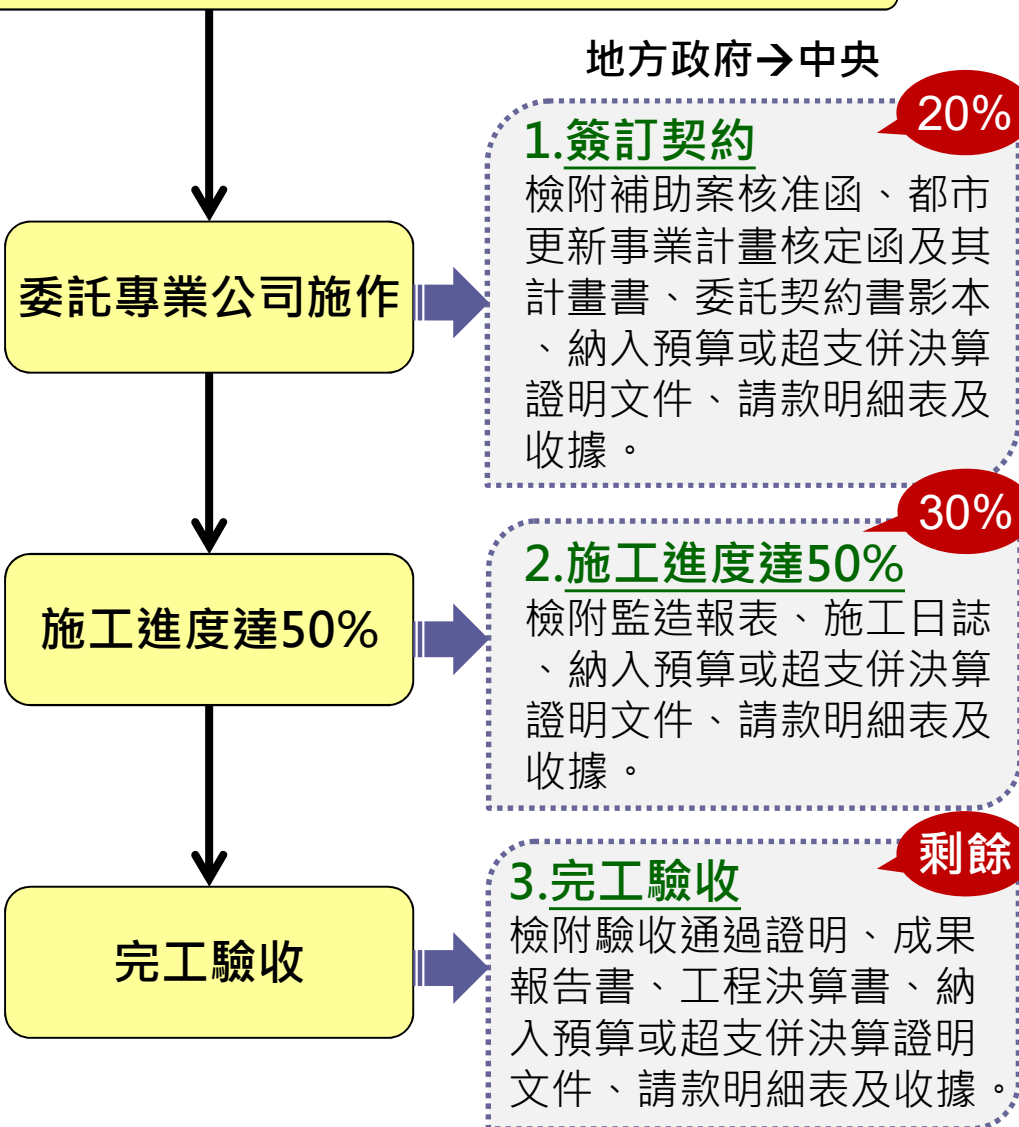 地方政府→中央
20%
1.簽訂契約
檢附補助案核准函、都市
更新事業計畫核定函及其
計畫書、委託契約書影本
、納入預算或超支併決算
證明文件、請款明細表及
收據。
委託專業公司施作
30%
2.施工進度達50%
檢附監造報表、施工日誌
、納入預算或超支併決算
證明文件、請款明細表及
收據。
施工進度達50%
剩餘
3.完工驗收
檢附驗收通過證明、成果
報告書、工程決算書、納
入預算或超支併決算證明
文件、請款明細表及收據。
完工驗收